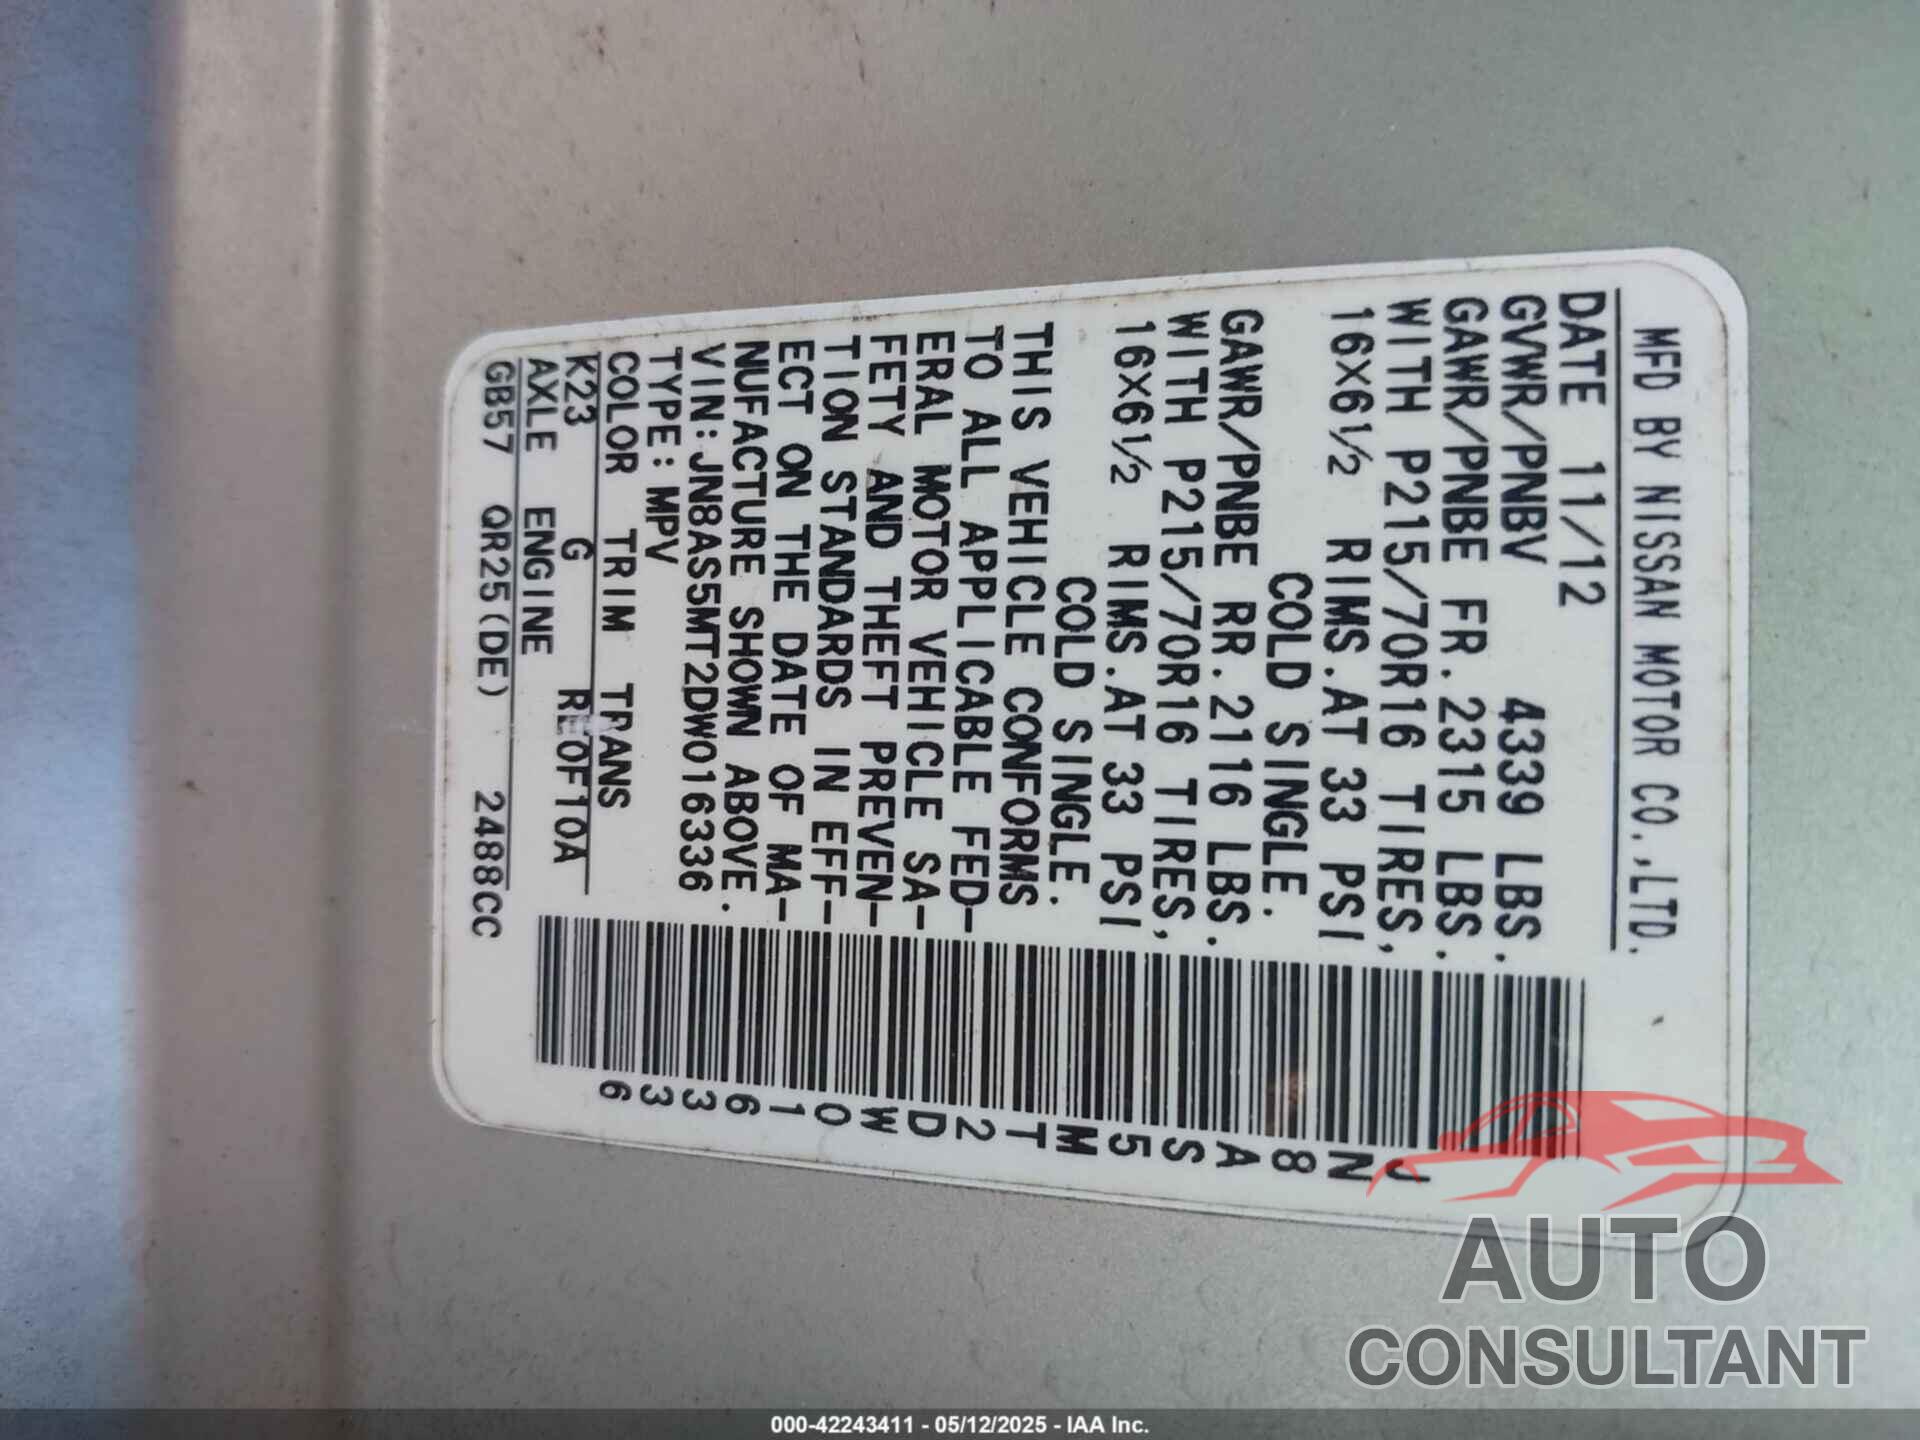 MFD BY NISSAN MOTOR CO.,LTD.
DATE 11/12
GVWR/PNBV 4339 LBS.
GAWR/PNBE FR.2315 LBS.
WITH P215/70R16 TIRES,
16X6½ RIMS.AT 33 PSI
COLD SINGLE.
GAWR/PNBE RR.2116 LBS.
WITH P215/70R16 TIRES,
16X6½ RIMS.AT 33 PSI
COLD SINGLE.
THIS VEHICLE CONFORMS
TO ALL APPLICABLE FED-
ERAL MOTOR VEHICLE SA-
FETY AND THEFT PREVEN-
TION STANDARDS IN EFF-
ECT ON THE DATE OF MA-
NUFACTURE SHOWN ABOVE.
VIN:JN8AS5MT2DW016336
TYPE:MPV
COLOR TRIM TRANS
K23 G RE0F10A
AXLE ENGINE
GB57 QR25(DE) 2488CC
JN8AS5MT2DW016336
AUTO
CONSULTANT
000-42243411 - 05/12/2025 - IAA Inc.